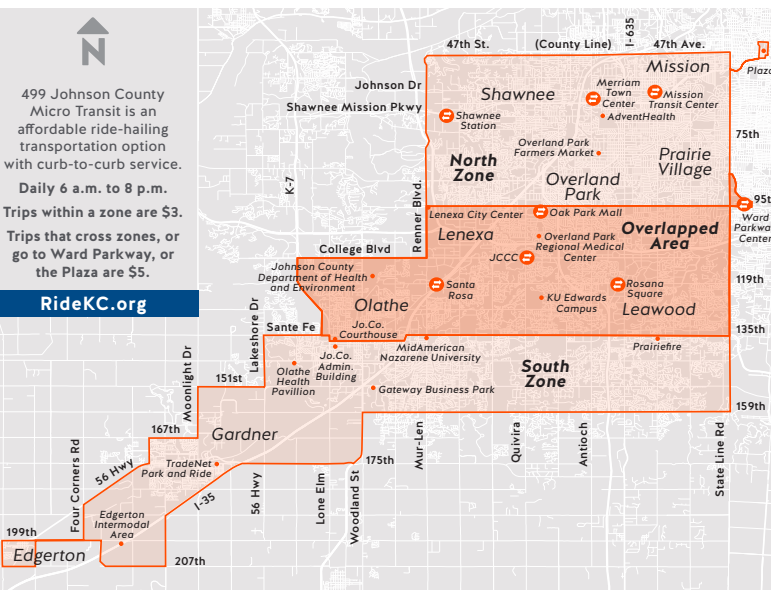 N
499 Johnson County
Micro Transit is an
affordable ride-hailing
transportation option
with curb-to-curb service.
Daily 6 a.m. to 8 p.m.
Trips within a zone are $3.
Trips that cross zones, or
go to Ward Parkway, or
the Plaza are $5.
RideKC.org
47th St.
(County Line)
I-635
47th Ave.
Plaza
Mission
Johnson Dr
Shawnee Mission Pkwy
Shawnee
Merriam
Town
Center
Mission
Transit Center
AdventHealth
Shawnee
Station
75th
Overland Park
Farmers Market
North
Zone
Prairie
Village
Overland
Park
K-7
Renner Blvd.
95t
Ward
Parkway
Center
Lenexa City Center
Oak Park Mall
Lenexa
Overlapped
Area
Overland Park
Regional Medical
Center
JCCC
College Blvd
Johnson County
Department of Health
and Environment
Santa
Rosa
Rosana
Square
119th
KU Edwards
Campus
Olathe
Leawood
Lakeshore Dr
Sante Fe
Jo.Co.
Courthouse
135th
MidAmerican
Nazarene University
Prairiefire
Jo.Co.
Admin.
Building
Olathe
Health
Pavilion
South
Zone
Moonlight Dr
151st
Gateway Business Park
159th
167th
Gardner
Mur-Len
Quivira
Antioch
State Line Rd
175th
TradeNet
Park and Ride
56 Hwy
Four Corners Rd
I-35
56 Hwy
Lone Elm
Woodland St
Edgerton
Intermodal
Area
199th
Edgerton
207th